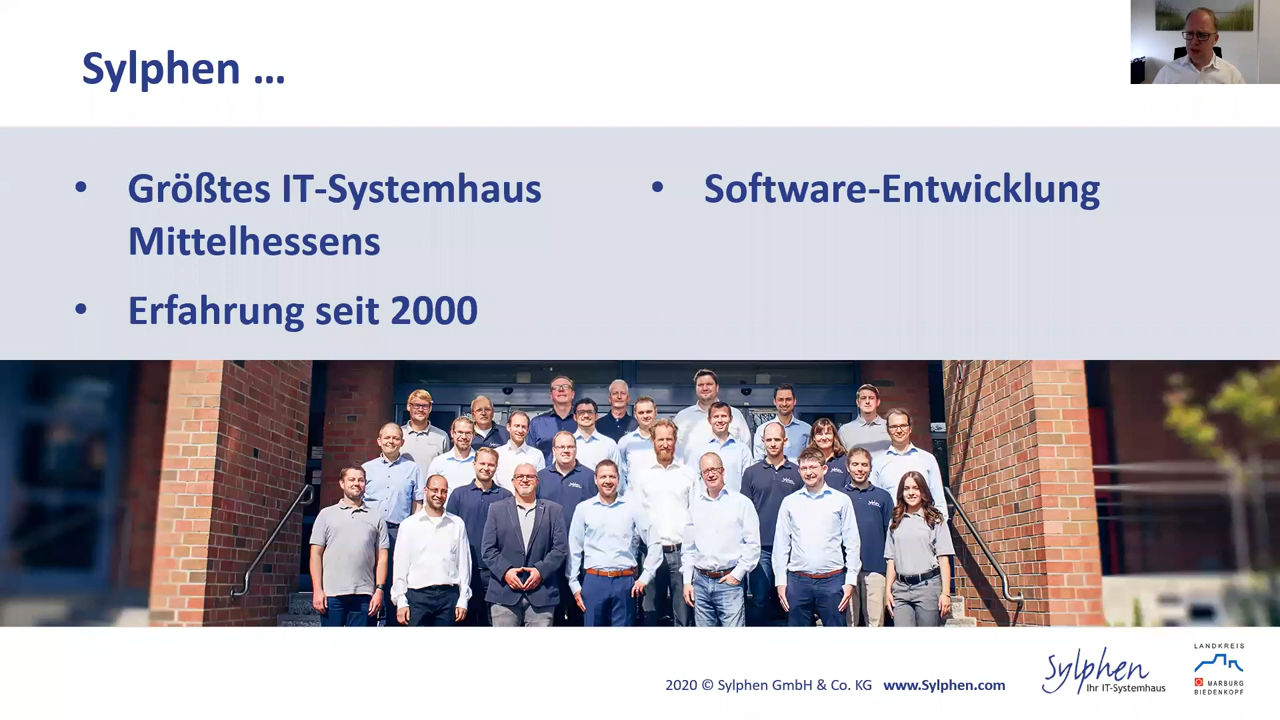 Sylphen ...
• Größtes IT-Systemhaus
Mittelhessens
• Erfahrung seit 2000
• Software-Entwicklung
2020 © Sylphen GmbH & Co. KG www.Sylphen.com
Sylphen
Ihr IT-Systemhaus
LANDKREIS
MARBURG
BIEDENKOPF